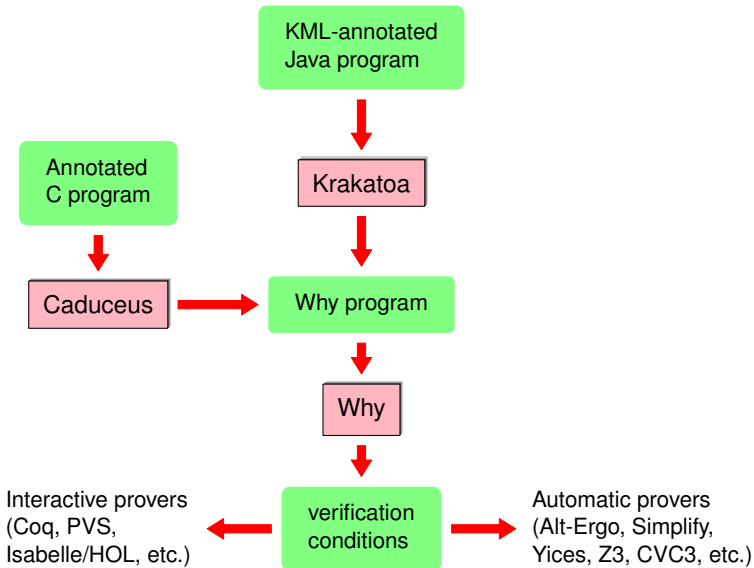 KML-annotated
Java program
Annotated
C program
Krakatoa
Caduceus
Why program
Why
Interactive provers
(Coq, PVS,
Isabelle/HOL, etc.)
verification
conditions
Automatic provers
(Alt-Ergo, Simplify,
Yices, Z3, CVC3, etc.)